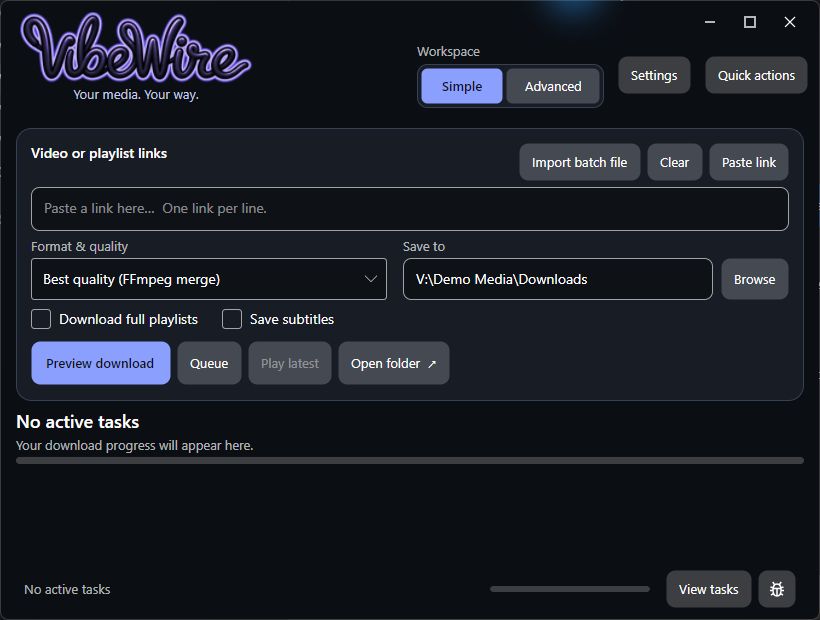 VibeWire
Your media. Your way.
Workspace
Simple Advanced Settings Quick actions
Video or playlist links Import batch file Clear Paste link
Paste a link here... One link per line.
Format & quality Save to
Best quality (FFmpeg merge) V:\Demo Media\Downloads Browse
Download full playlists Save subtitles
Preview download Queue Play latest Open folder ↗
No active tasks
Your download progress will appear here.
No active tasks View tasks